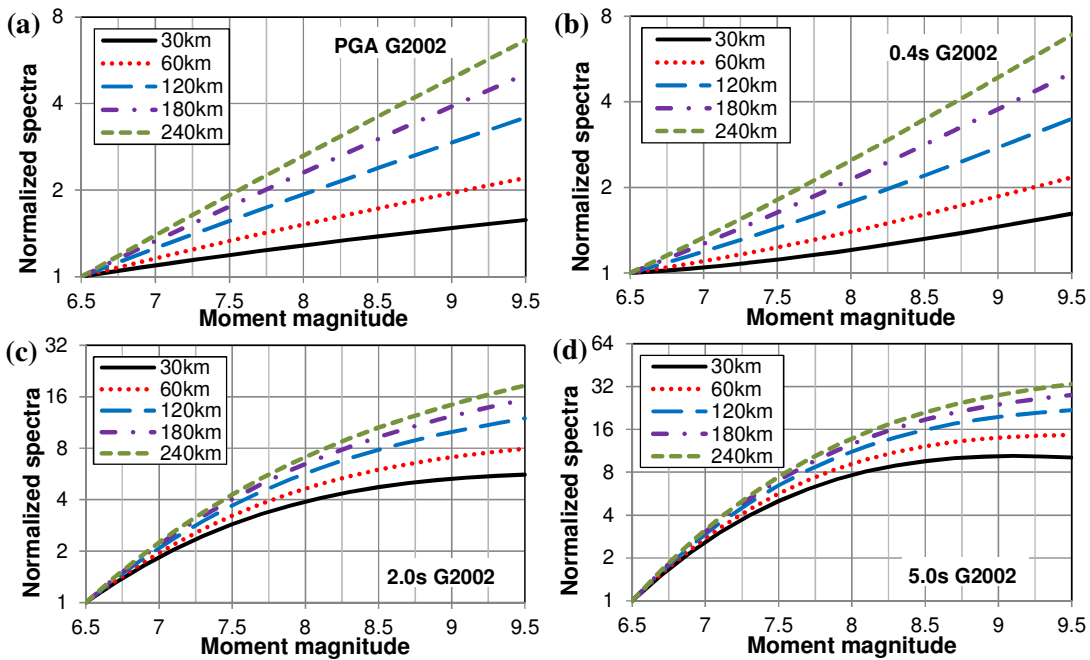 (a)
PGA G2002
30km
60km
120km
180km
240km
Normalized spectra
8
4
2
1
6.5 7 7.5 8 8.5 9 9.5
Moment magnitude
(b)
0.4s G2002
30km
60km
120km
180km
240km
Normalized spectra
8
4
2
1
6.5 7 7.5 8 8.5 9 9.5
Moment magnitude
(c)
2.0s G2002
30km
60km
120km
180km
240km
Normalized spectra
32
16
8
4
2
1
6.5 7 7.5 8 8.5 9 9.5
Moment magnitude
(d)
5.0s G2002
30km
60km
120km
180km
240km
Normalized spectra
64
32
16
8
4
2
1
6.5 7 7.5 8 8.5 9 9.5
Moment magnitude